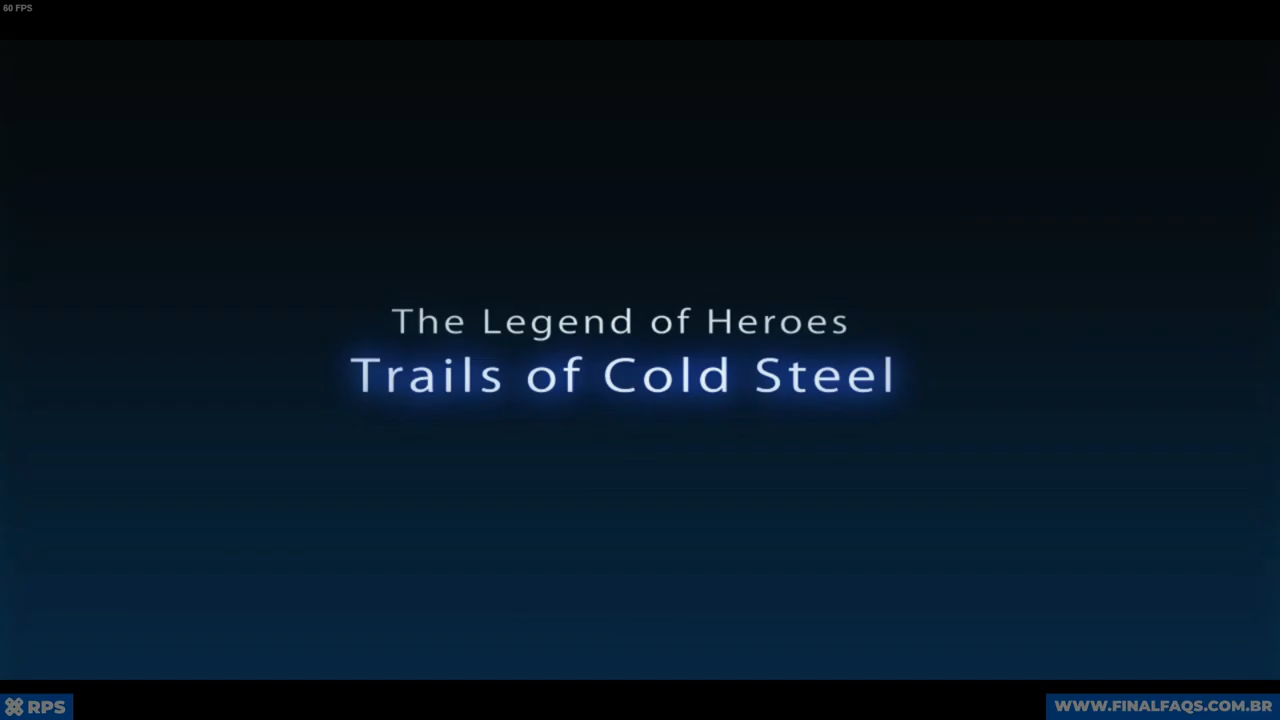 60 FPS
The Legend of Heroes
Trails of Cold Steel
RPS
WWW.FINALFAQS.COM.BR